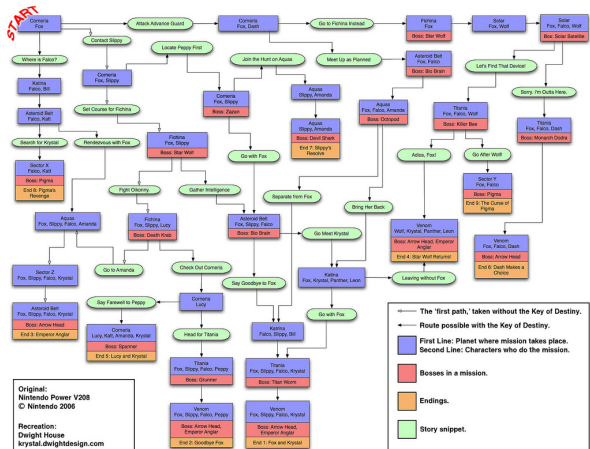 START
Corneria
Fox
Attack Advance Guard
Corneria
Fox, Dash
Go to Fichina Instead
Fichina
Fox
Boss: Star Wolf
Solar
Fox, Wolf
Solar
Fox, Falco, Wolf
Box: Solar Satellite
Contact Slippy
Where is Falco?
Locate Peppy First
Join the Hunt on Aquas
Meet Up as Planned
Asteroid Belt
Fox, Falco
Boss: Bio Brain
Let's Find That Device!
Sorry. I'm Outta Here.
Katina
Falco, Bill
Corneria
Fox, Slippy
Corneria
Fox, Slippy
Boss: Zazan
Aquas
Slippy, Amanda
Aquas
Fox, Falco, Amanda
Boss: Octopod
Titania
Fox, Falco, Wolf
Boss: Killer Bee
Titania
Fox, Falco, Dash
Boss: Monarch Dodra
Asteroid Belt
Falco, Katt
Set Course for Fichina
Aquas
Slippy, Amanda
Boss: Devil Shark
End 7: Slippy's
Resolve
Search for Krystal
Rendezvous with Fox
Fichina
Fox, Slippy
Boss: Star Wolf
Go with Fox
Adios, Fox!
Go After Wolf
Sector X
Falco, Katt
Boss: Pigma
End 8: Pigma's
Revenge
Fight Oikonny.
Gather Intelligence
Separate from Fox
Bring Her Back
Sector Y
Fox, Falco
Boss: Pigma
End 9: The Curse of
Pigma
Aquas
Fox, Slippy, Falco, Amanda
Fichina
Fox, Slippy, Lucy
Boss: Death Krab
Asteroid Belt
Fox, Slippy, Falco
Boss: Bio Brain
Go Meet Krystal
Venom
Wolf, Krystal, Panther, Leon
Boss: Arrow Head, Emperor
Anglar
End 4: Star Wolf Returns!
Venom
Fox, Falco, Dash
Boss: Arrow Head
End 6: Dash Makes a
Choice
Sector Z
Fox, Slippy, Falco, Krystal
Go to Amanda
Check Out Corneria
Say Goodbye to Fox
Katina
Fox, Krystal, Panther, Leon
Leaving without Fox
Asteroid Belt
Fox, Slippy, Falco, Krystal
Boss: Arrow Head
End 3: Emperor Anglar
Say Farewell to Peppy
Corneria
Lucy
Go with Fox
Corneria
Lucy, Katt, Amanda, Krystal
Boss: Spanner
End 5: Lucy and Krystal
Head for Titania
Katina
Falco, Slippy, Bill
Titania
Fox, Slippy, Falco, Peppy
Boss: Grunner
Titania
Fox, Slippy, Falco, Krystal
Boss: Titan Worm
Venom
Fox, Slippy, Falco, Peppy
Boss: Arrow Head,
Emperor Anglar
End 2: Goodbye Fox
Venom
Fox, Slippy, Falco, Krystal
Boss: Arrow Head,
Emperor Anglar
End 1: Fox and Krystal
The 'first path,' taken without the Key of Destiny.
Route possible with the Key of Destiny.
First Line: Planet where mission takes place.
Second Line: Characters who do the mission.
Bosses in a mission.
Endings.
Story snippet.
Original:
Nintendo Power V208
© Nintendo 2006
Recreation:
Dwight House
krystal.dwightdesign.com